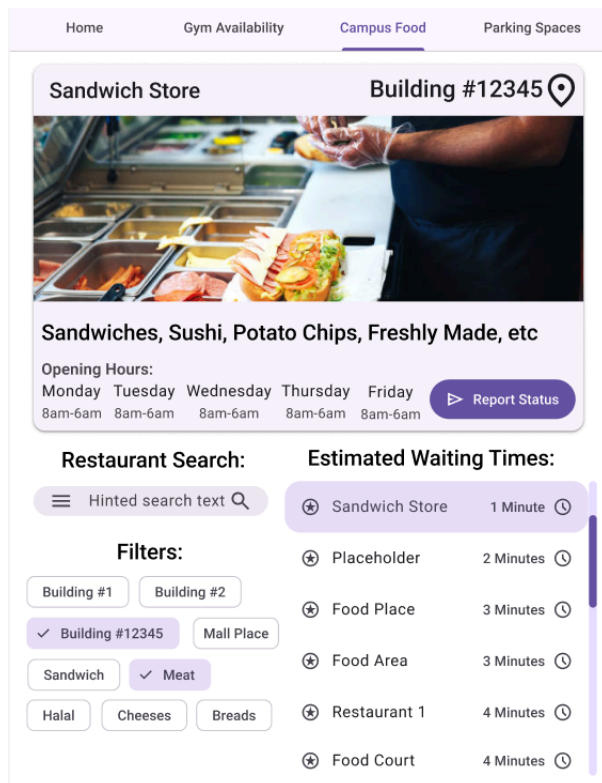 Home Gym Availability Campus Food Parking Spaces
Sandwich Store Building #12345
Sandwiches, Sushi, Potato Chips, Freshly Made, etc
Opening Hours:
Monday Tuesday Wednesday Thursday Friday
8am-6am 8am-6am 8am-6am 8am-6am 8am-6am
Report Status
Restaurant Search:
Hinted search text
Filters:
Building #1 Building #2
Building #12345 Mall Place
Sandwich Meat
Halal Cheeses Breads
Estimated Waiting Times:
Sandwich Store 1 Minute
Placeholder 2 Minutes
Food Place 3 Minutes
Food Area 3 Minutes
Restaurant 1 4 Minutes
Food Court 4 Minutes